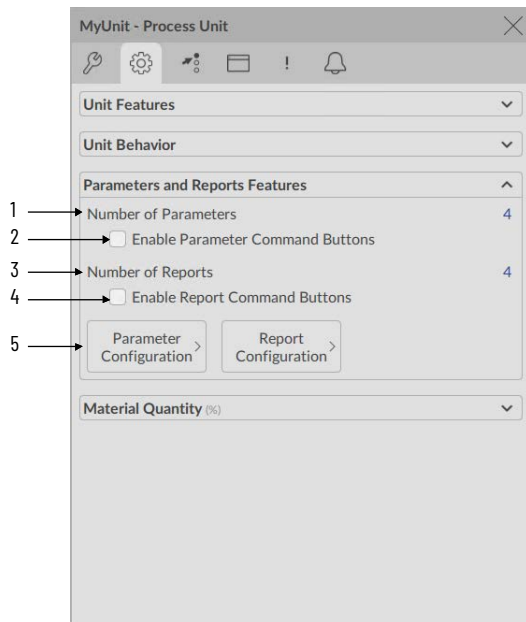 MyUnit - Process Unit
!
Unit Features
Unit Behavior
Parameters and Reports Features
1 Number of Parameters 4
2 Enable Parameter Command Buttons
3 Number of Reports 4
4 Enable Report Command Buttons
5 Parameter Configuration > Report Configuration >
Material Quantity (%)